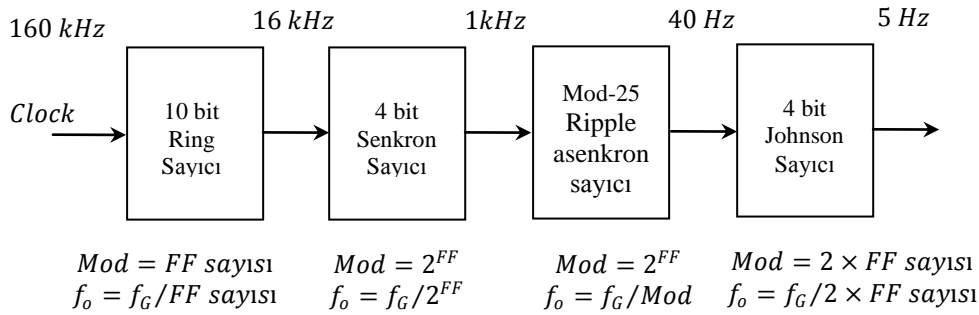 160 kHz
16 kHz
1kHz
40 Hz
5 Hz
Clock
10 bit
Ring
Sayıcı
4 bit
Senkron
Sayıcı
Mod-25
Ripple
asenkron
sayıcı
4 bit
Johnson
Sayıcı
Mod = FF sayısı
f_o = f_G/FF sayısı
Mod = 2^{FF}
f_o = f_G/2^{FF}
Mod = 2^{FF}
f_o = f_G/Mod
Mod = 2 × FF sayısı
f_o = f_G/2 × FF sayısı